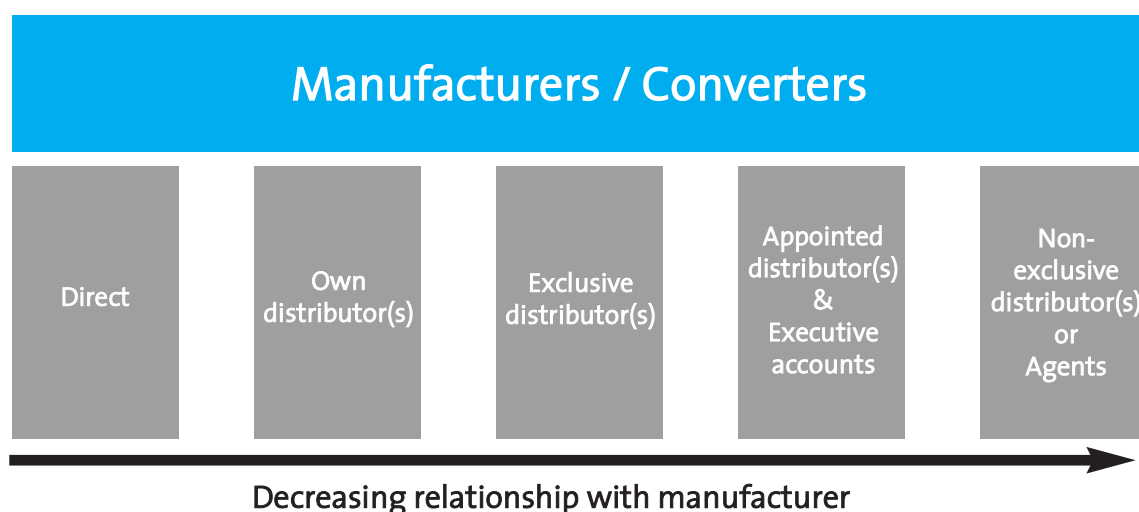 Manufacturers / Converters
Direct
Own
distributor(s)
Exclusive
distributor(s)
Appointed
distributor(s)
&
Executive
accounts
Non-
exclusive
distributor(s)
or
Agents
Decreasing relationship with manufacturer